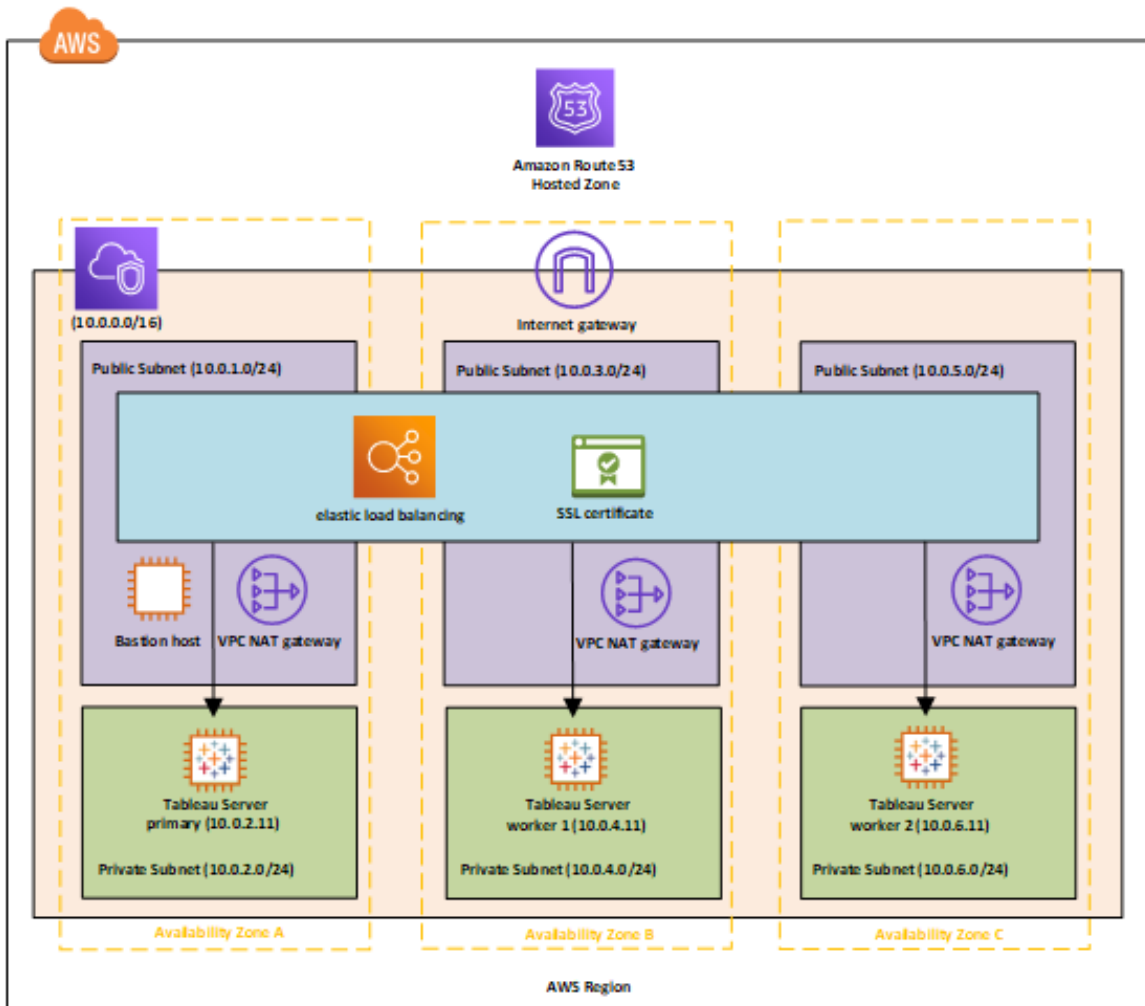 AWS
53
Amazon Route 53
Hosted Zone
(10.0.0.0/16)
Internet gateway
Public Subnet (10.0.1.0/24)
Public Subnet (10.0.3.0/24)
Public Subnet (10.0.5.0/24)
elastic load balancing
SSL certificate
Bastion host
VPC NAT gateway
VPC NAT gateway
VPC NAT gateway
Tableau Server
primary (10.0.2.11)
Tableau Server
worker 1 (10.0.4.11)
Tableau Server
worker 2 (10.0.6.11)
Private Subnet (10.0.2.0/24)
Private Subnet (10.0.4.0/24)
Private Subnet (10.0.6.0/24)
Availability Zone A
Availability Zone B
Availability Zone C
AWS Region